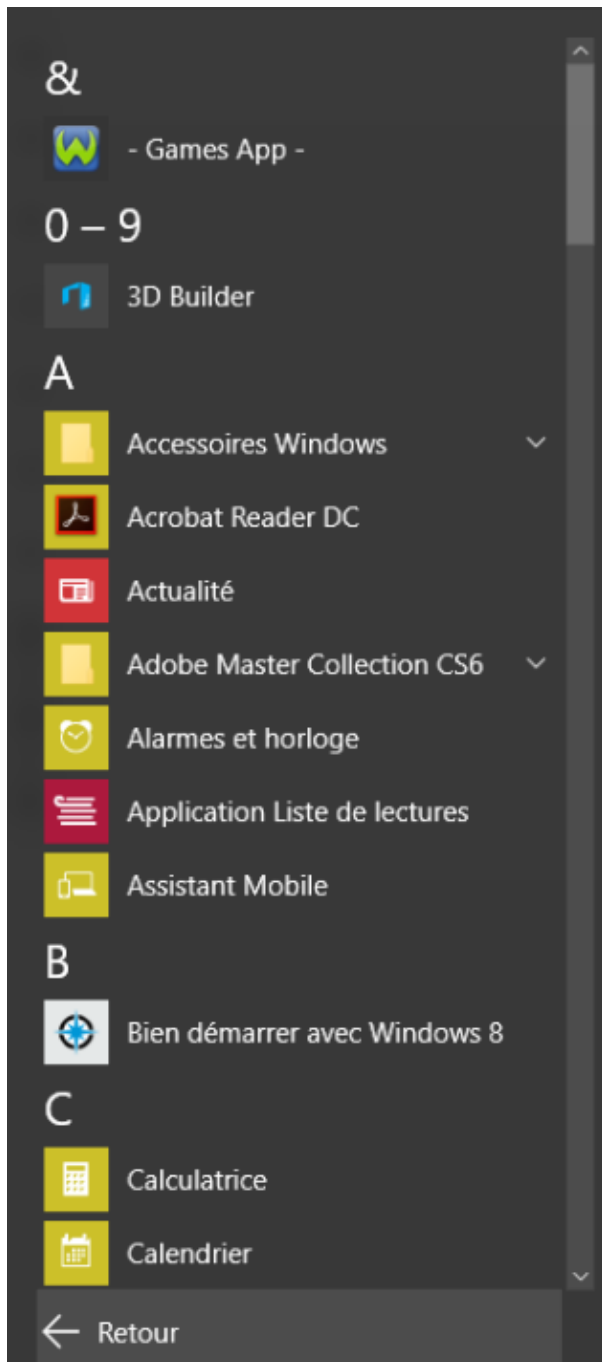 &
- Games App -
0 – 9
3D Builder
A
Accessoires Windows
Acrobat Reader DC
Actualité
Adobe Master Collection CS6
Alarmes et horloge
Application Liste de lectures
Assistant Mobile
B
Bien démarrer avec Windows 8
C
Calculatrice
Calendrier
Retour